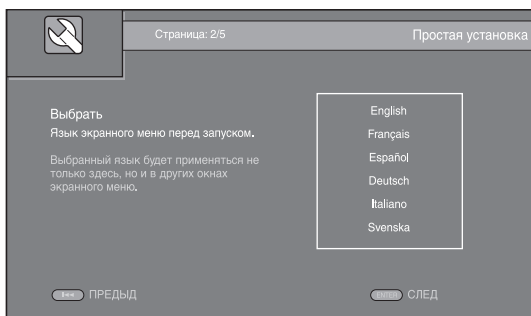 Страница: 2/5
Простая установка
Выбрать
Язык экранного меню перед запуском.
Выбранный язык будет применяться не
только здесь, но и в других окнах
экранного меню.
English
Français
Español
Deutsch
Italiano
Svenska
ПРЕДЫД
ENTER СЛЕД